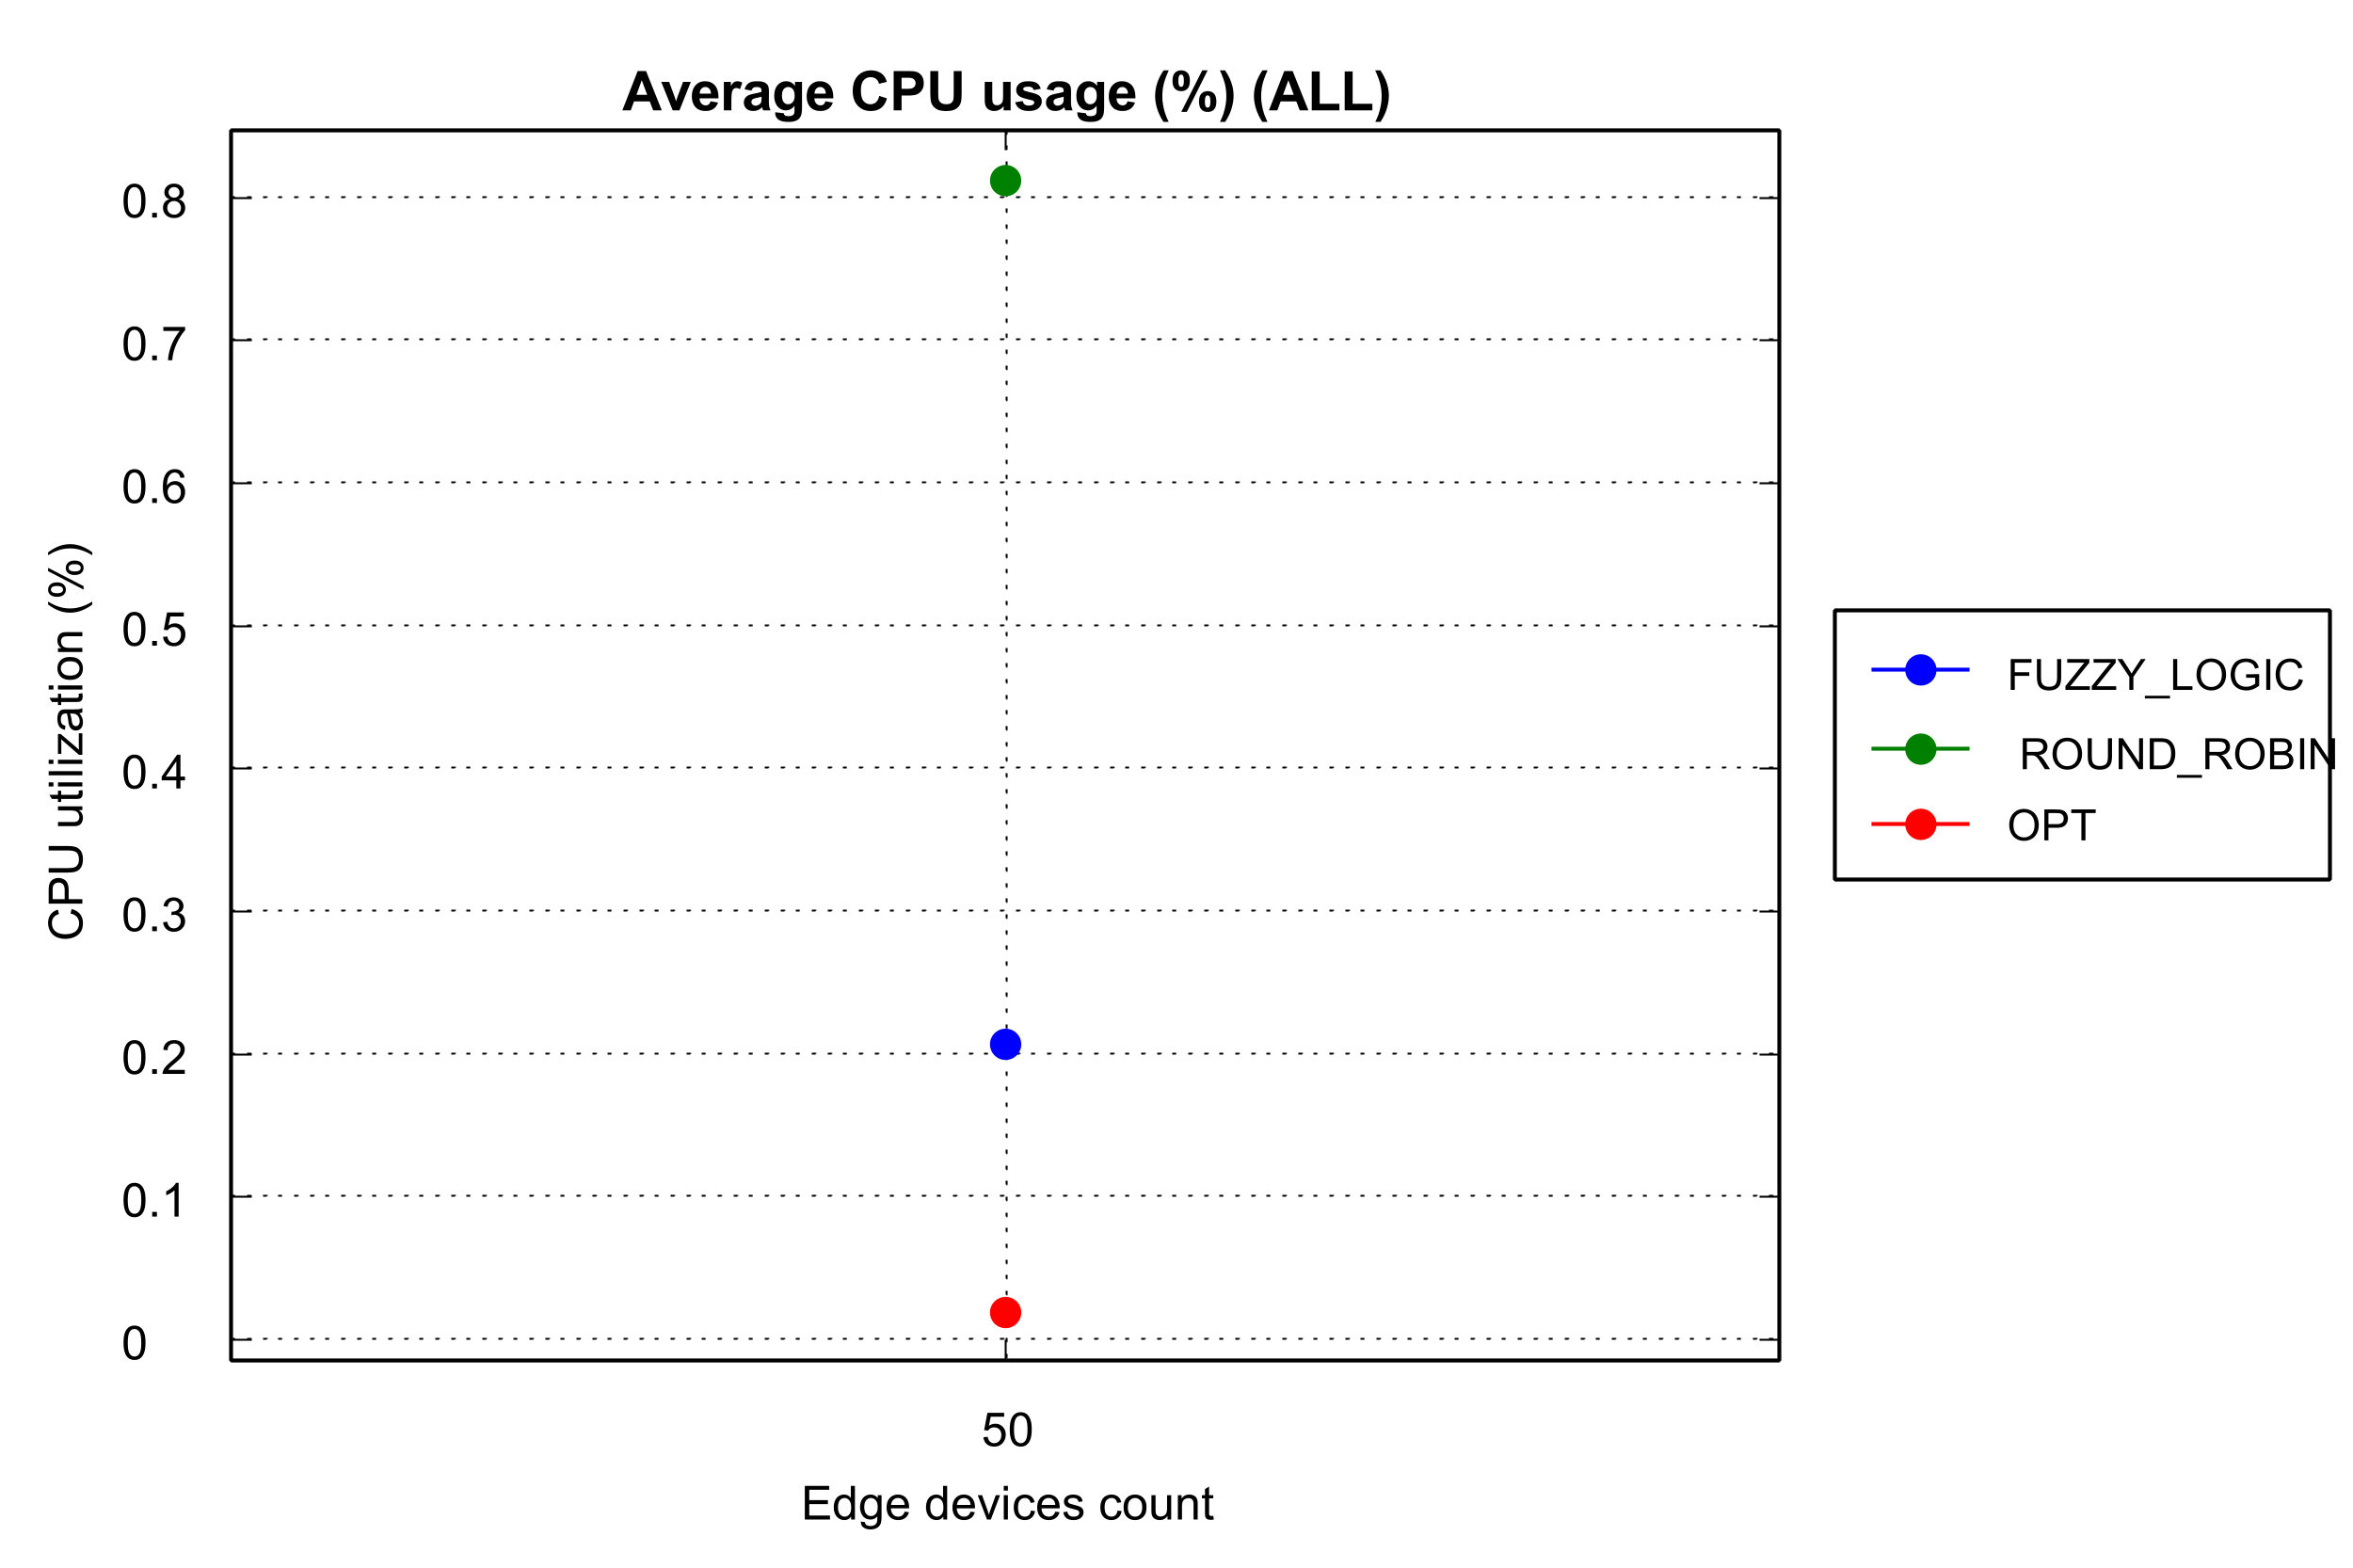 Average CPU usage (%) (ALL)
0.8
0.7
0.6
0.5
0.4
0.3
0.2
0.1
0
CPU utilization (%)
50
Edge devices count
FUZZY_LOGIC
ROUND_ROBIN
OPT